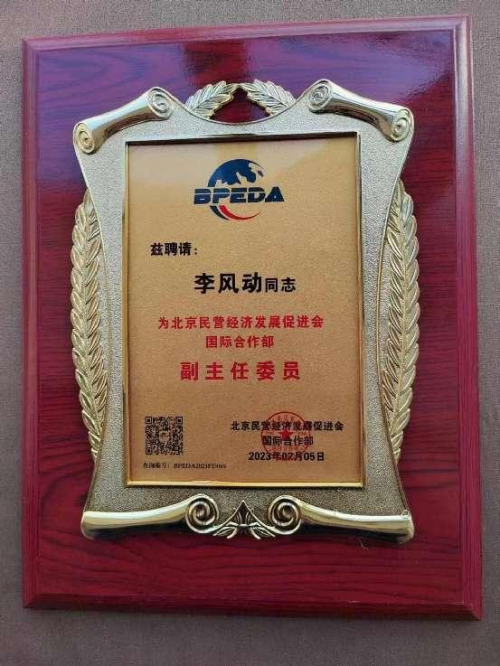 BPEDA
兹聘请：
李风动同志
为北京民营经济发展促进会
国际合作部
副主任委员
北京民营经济发展促进会
国际合作部
2023年02月05日